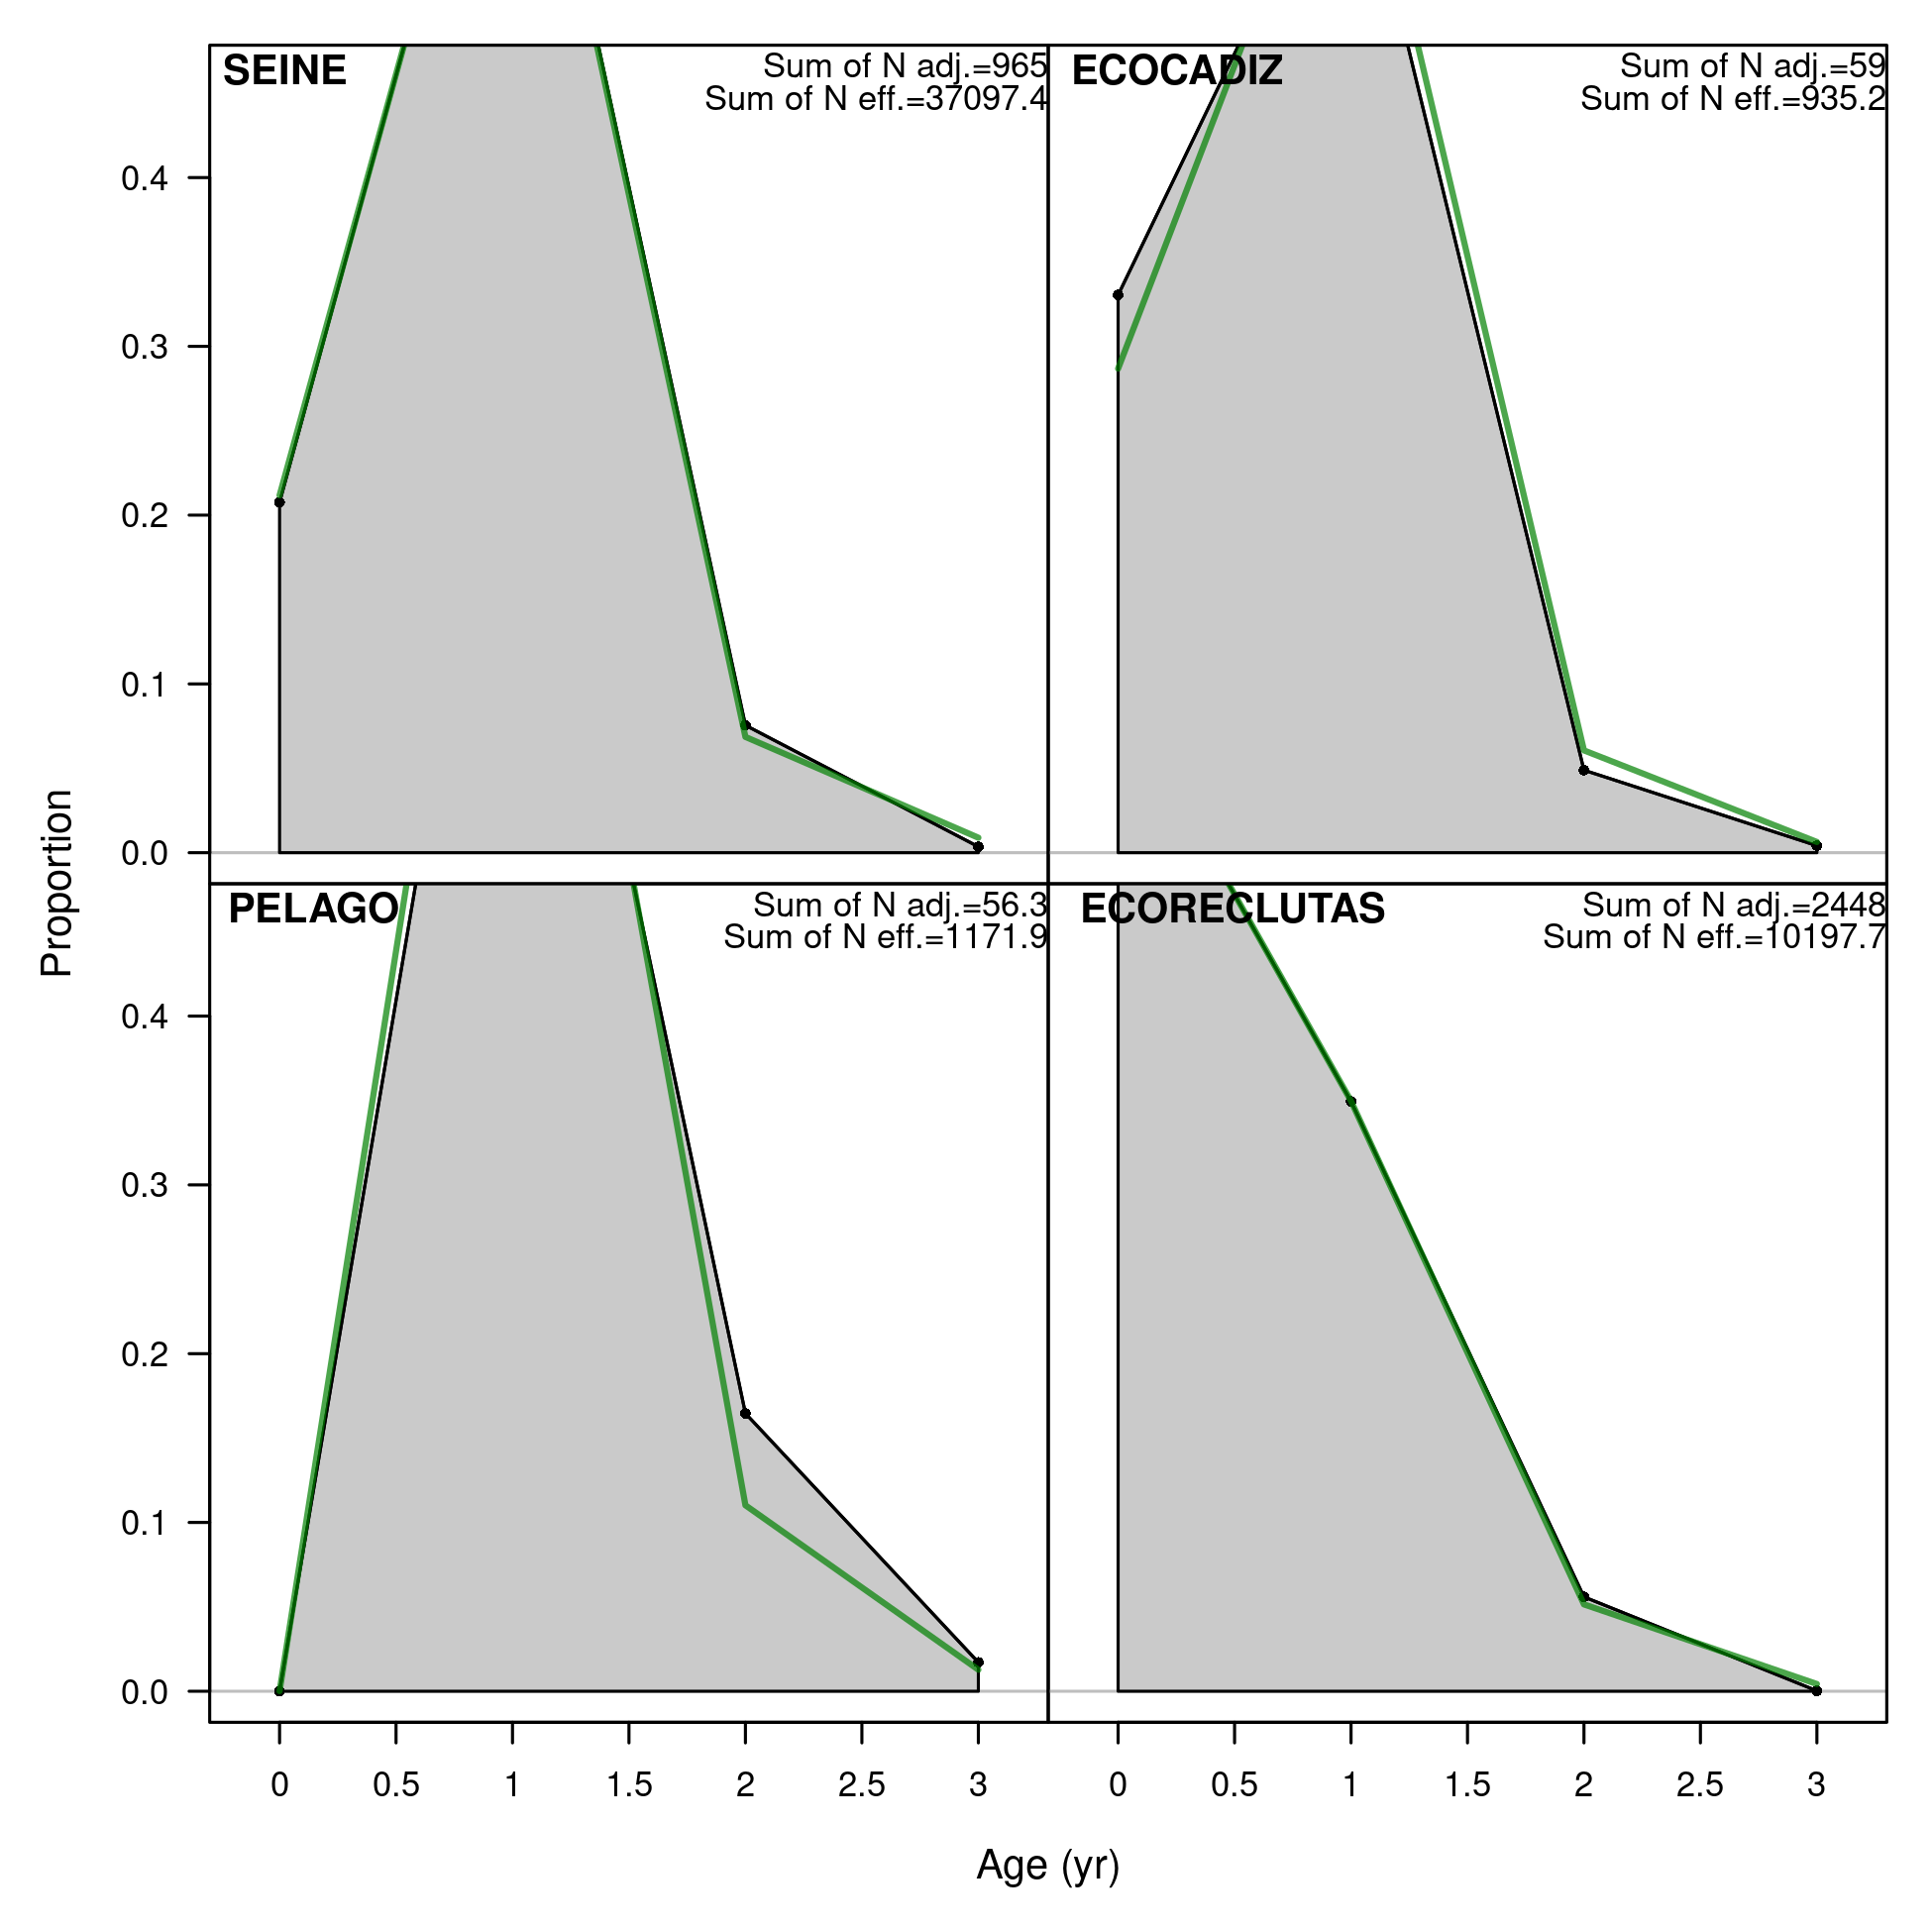 SEINE
Sum of N adj.=965
Sum of N eff.=37097.4
ECOCADIZ
Sum of N adj.=59
Sum of N eff.=935.2
0.4
0.3
0.2
0.1
0.0
Proportion
PELAGO
Sum of N adj.=56.3
Sum of N eff.=1171.9
ECORECLUTAS
Sum of N adj.=2448
Sum of N eff.=10197.7
0.4
0.3
0.2
0.1
0.0
0 0.5 1 1.5 2 2.5 3
0 0.5 1 1.5 2 2.5 3
Age (yr)